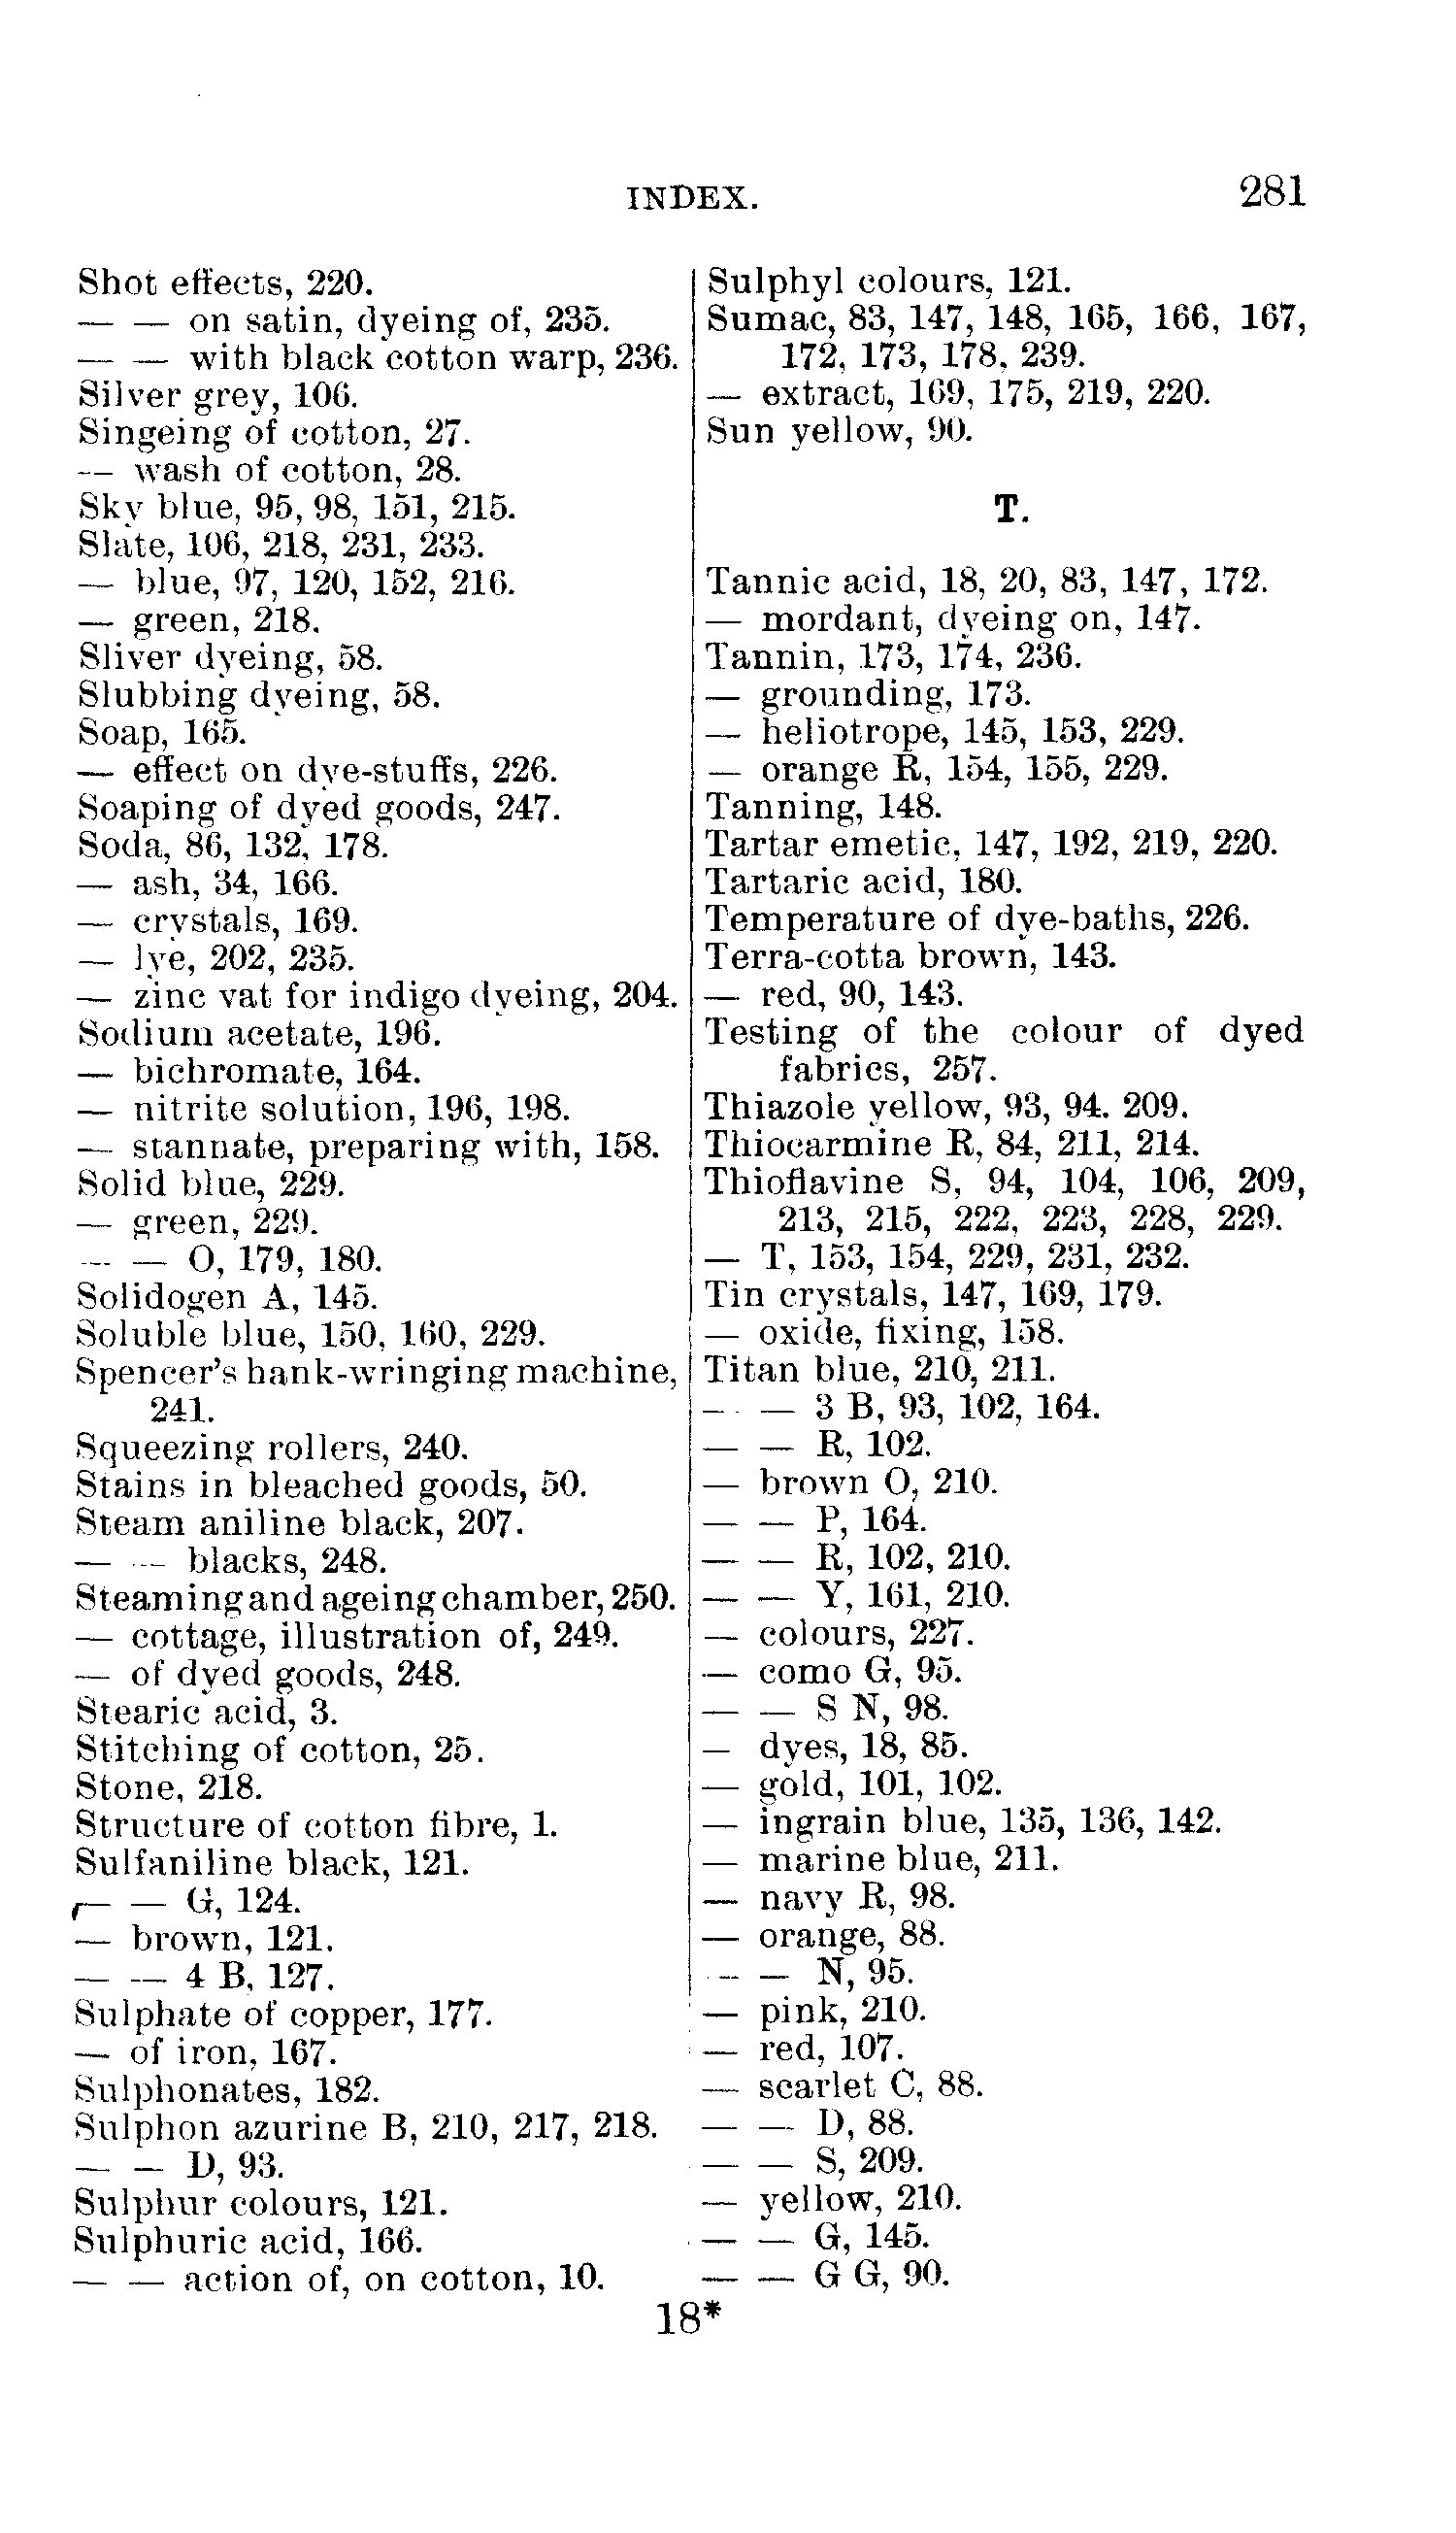 INDEX. 281
Shot effects, 220.
— — on satin, dyeing of, 235.
— — with black cotton warp, 236.
Silver grey, 106.
Singeing of cotton, 27.
— wash of cotton, 28.
Sky blue, 95, 98, 151, 215.
Slate, 106, 218, 231, 233.
— blue, 97, 120, 152, 216.
— green, 218.
Sliver dyeing, 58.
Slubbing dyeing, 58.
Soap, 165.
— effect on dye-stuffs, 226.
Soaping of dyed goods, 247.
Soda, 86, 132, 178.
— ash, 34, 166.
— crystals, 169.
— lye, 202, 235.
— zinc vat for indigo dyeing, 204.
Sodium acetate, 196.
— bichromate, 164.
— nitrite solution, 196, 198.
— stannate, preparing with, 158.
Solid blue, 229.
— green, 229.
— — O, 179, 180.
Solidogen A, 145.
Soluble blue, 150, 160, 229.
Spencer's hank-wringing machine,
241.
Squeezing rollers, 240.
Stains in bleached goods, 50.
Steam aniline black, 207.
— — blacks, 248.
Steaming and ageing chamber, 250.
— cottage, illustration of, 249.
— of dyed goods, 248.
Stearic acid, 3.
Stitching of cotton, 25.
Stone, 218.
Structure of cotton fibre, 1.
Sulfaniline black, 121.
— — G, 124.
— brown, 121.
— — 4 B, 127.
Sulphate of copper, 177.
— of iron, 167.
Sulphonates, 182.
Sulphon azurine B, 210, 217, 218.
— — D, 93.
Sulphur colours, 121.
Sulphuric acid, 166.
— — action of, on cotton, 10.
Sulphyl colours, 121.
Sumac, 83, 147, 148, 165, 166, 167,
172, 173, 178, 239.
— extract, 169, 175, 219, 220.
Sun yellow, 90.
T.
Tannic acid, 18, 20, 83, 147, 172.
— mordant, dyeing on, 147.
Tannin, 173, 174, 236.
— grounding, 173.
— heliotrope, 145, 153, 229.
— orange R, 154, 155, 229.
Tanning, 148.
Tartar emetic, 147, 192, 219, 220.
Tartaric acid, 180.
Temperature of dye-baths, 226.
Terra-cotta brown, 143.
— red, 90, 143.
Testing of the colour of dyed
fabrics, 257.
Thiazole yellow, 93, 94. 209.
Thiocarmine R, 84, 211, 214.
Thioflavine S, 94, 104, 106, 209,
213, 215, 222, 223, 228, 229.
— T, 153, 154, 229, 231, 232.
Tin crystals, 147, 169, 179.
— oxide, fixing, 158.
Titan blue, 210, 211.
— — 3 B, 93, 102, 164.
— — R, 102.
— brown O, 210.
— — P, 164.
— — R, 102, 210.
— — Y, 161, 210.
— colours, 227.
— como G, 95.
— — S N, 98.
— dyes, 18, 85.
— gold, 101, 102.
— ingrain blue, 135, 136, 142.
— marine blue, 211.
— navy R, 98.
— orange, 88.
— — N, 95.
— pink, 210.
— red, 107.
— scarlet C, 88.
— — D, 88.
— — S, 209.
— yellow, 210.
— — G, 145.
— — G G, 90.
18*